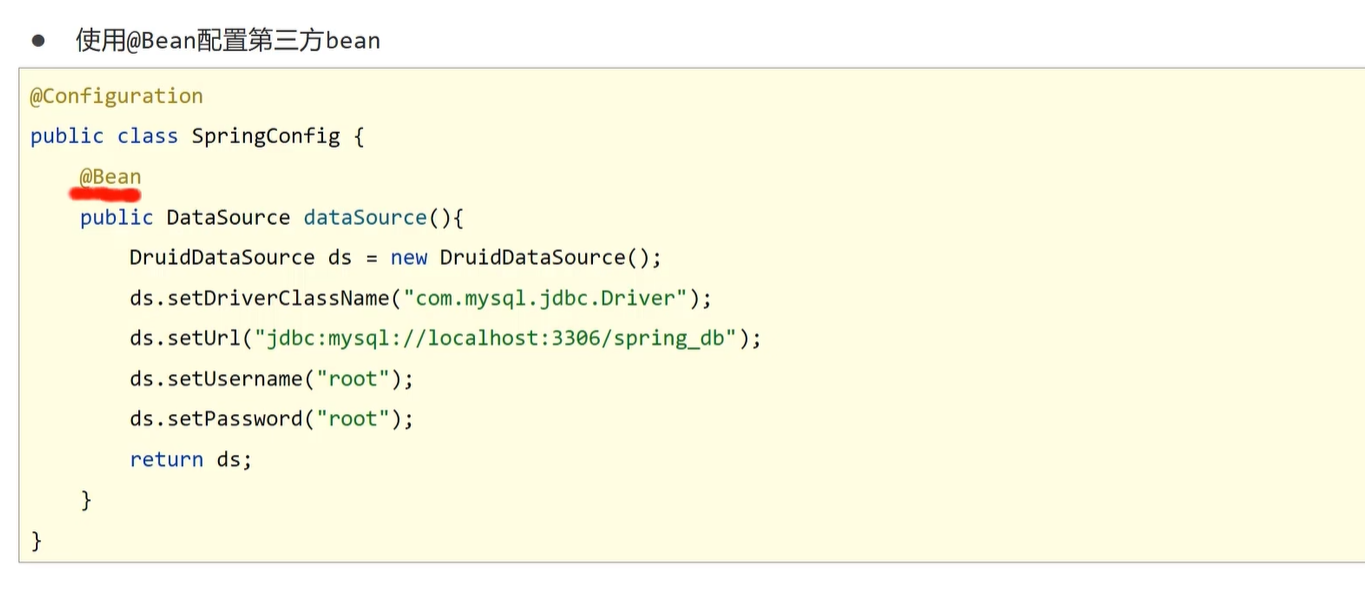 ● 使用@Bean配置第三方bean
@Configuration
public class SpringConfig {
@Bean
public DataSource dataSource(){
DruidDataSource ds = new DruidDataSource();
ds.setDriverClassName("com.mysql.jdbc.Driver");
ds.setUrl("jdbc:mysql://localhost:3306/spring_db");
ds.setUsername("root");
ds.setPassword("root");
return ds;
}
}